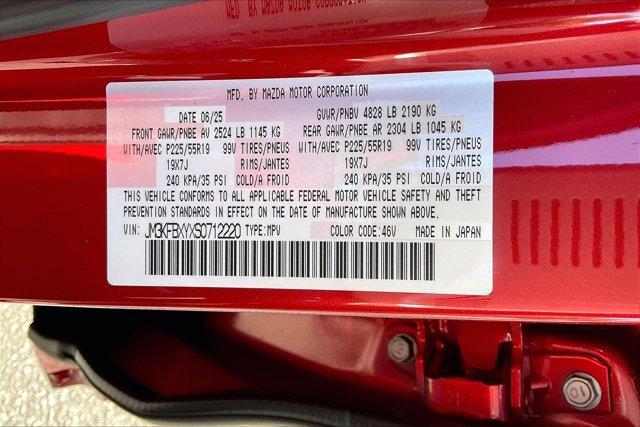 MFD. BY MAZDA MOTOR CORPORATION
DATE 06/25 GVWR/PNBV 4828 LB 2190 KG
FRONT GAWR/PNBE AV 2524 LB 1145 KG REAR GAWR/PNBE AR 2304 LB 1045 KG
WITH/AVEC P225/55R19 99V TIRES/PNEUS WITH/AVEC P225/55R19 99V TIRES/PNEUS
19X7J RIMS/JANTES 19X7J RIMS/JANTES
240 KPA/35 PSI COLD/A FROID 240 KPA/35 PSI COLD/A FROID
THIS VEHICLE CONFORMS TO ALL APPLICABLE FEDERAL MOTOR VEHICLE SAFETY AND THEFT
PREVENTION STANDARDS IN EFFECT ON THE DATE OF MANUFACTURE SHOWN ABOVE.
VIN: JM3KFBXYXS0712220 TYPE:MPV COLOR CODE:46V MADE IN JAPAN